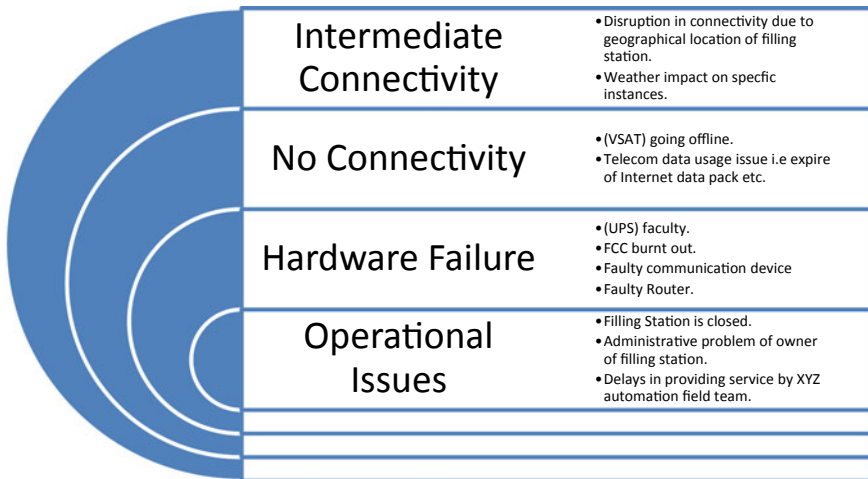 Intermediate
Connectivity
•Disruption in connectivity due to
geographical location of filling
station.
•Weather impact on specfic
instances.
No Connectivity
•(VSAT) going offline.
•Telecom data usage issue i.e expire
of Internet data pack etc.
Hardware Failure
•(UPS) faculty.
•FCC burnt out.
•Faulty communication device
•Faulty Router.
Operational
Issues
•Filling Station is closed.
•Administrative problem of owner
of filling station.
•Delays in providing service by XYZ
automation field team.